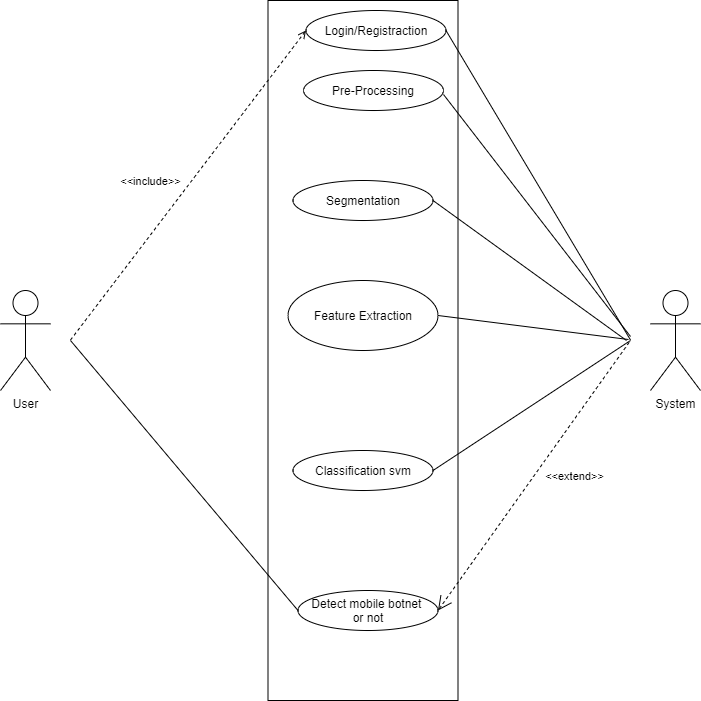 Login/Registraction
Pre-Processing
<<include>>
Segmentation
Feature Extraction
User
System
Classification svm
<<extend>>
Detect mobile botnet
or not